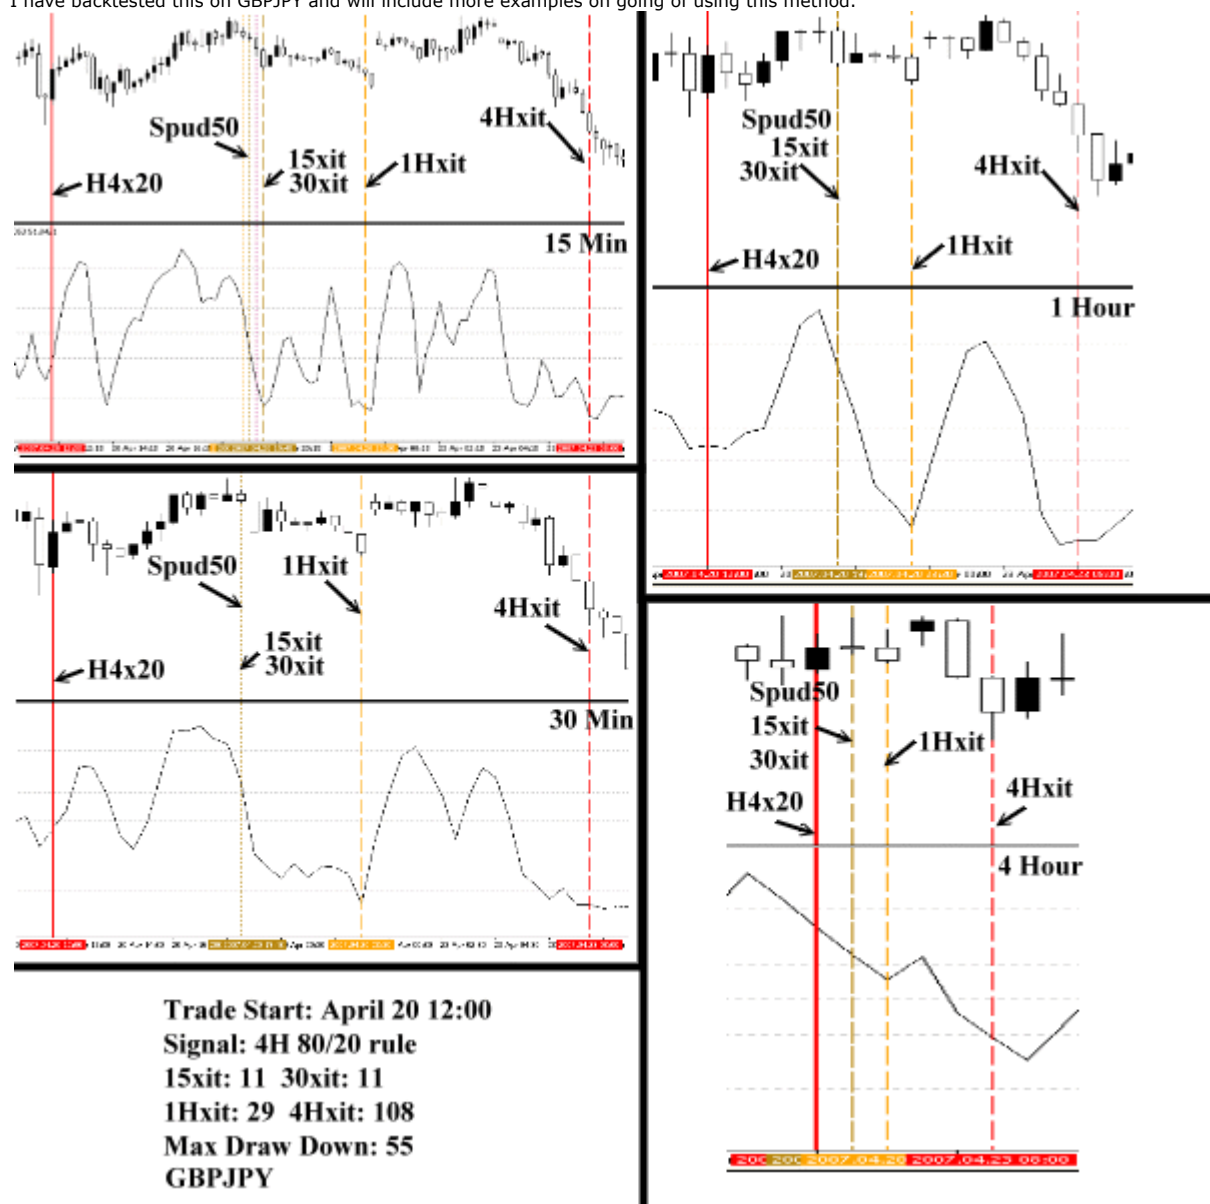 I have backtested this on GBPJPY and will include more examples on going of using this method.
Spud50
15xit
30xit
1Hxit
4Hxit
H4x20
15 Min
Spud50
15xit
30xit
4Hxit
1Hxit
H4x20
1 Hour
2007.04.20
Spud50
1Hxit
4Hxit
15xit
30xit
H4x20
30 Min
Spud50
15xit
30xit
1Hxit
H4x20
4Hxit
4 Hour
2007.04.20
2007.04.23 08:00
Trade Start: April 20 12:00
Signal: 4H 80/20 rule
15xit: 11 30xit: 11
1Hxit: 29 4Hxit: 108
Max Draw Down: 55
GBPJPY